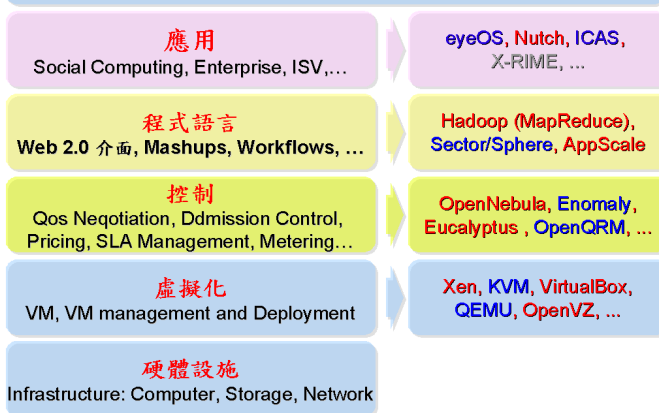 應用
Social Computing, Enterprise, ISV,…
eyeOS, Nutch, ICAS,
X-RIME, ...
程式語言
Web 2.0 介面, Mashups, Workflows, …
Hadoop (MapReduce),
Sector/Sphere, AppScale
控制
Qos Neqotiation, Ddmission Control,
Pricing, SLA Management, Metering…
OpenNebula, Enomaly,
Eucalyptus , OpenQRM, ...
虛擬化
VM, VM management and Deployment
Xen, KVM, VirtualBox,
QEMU, OpenVZ, ...
硬體設施
Infrastructure: Computer, Storage, Network